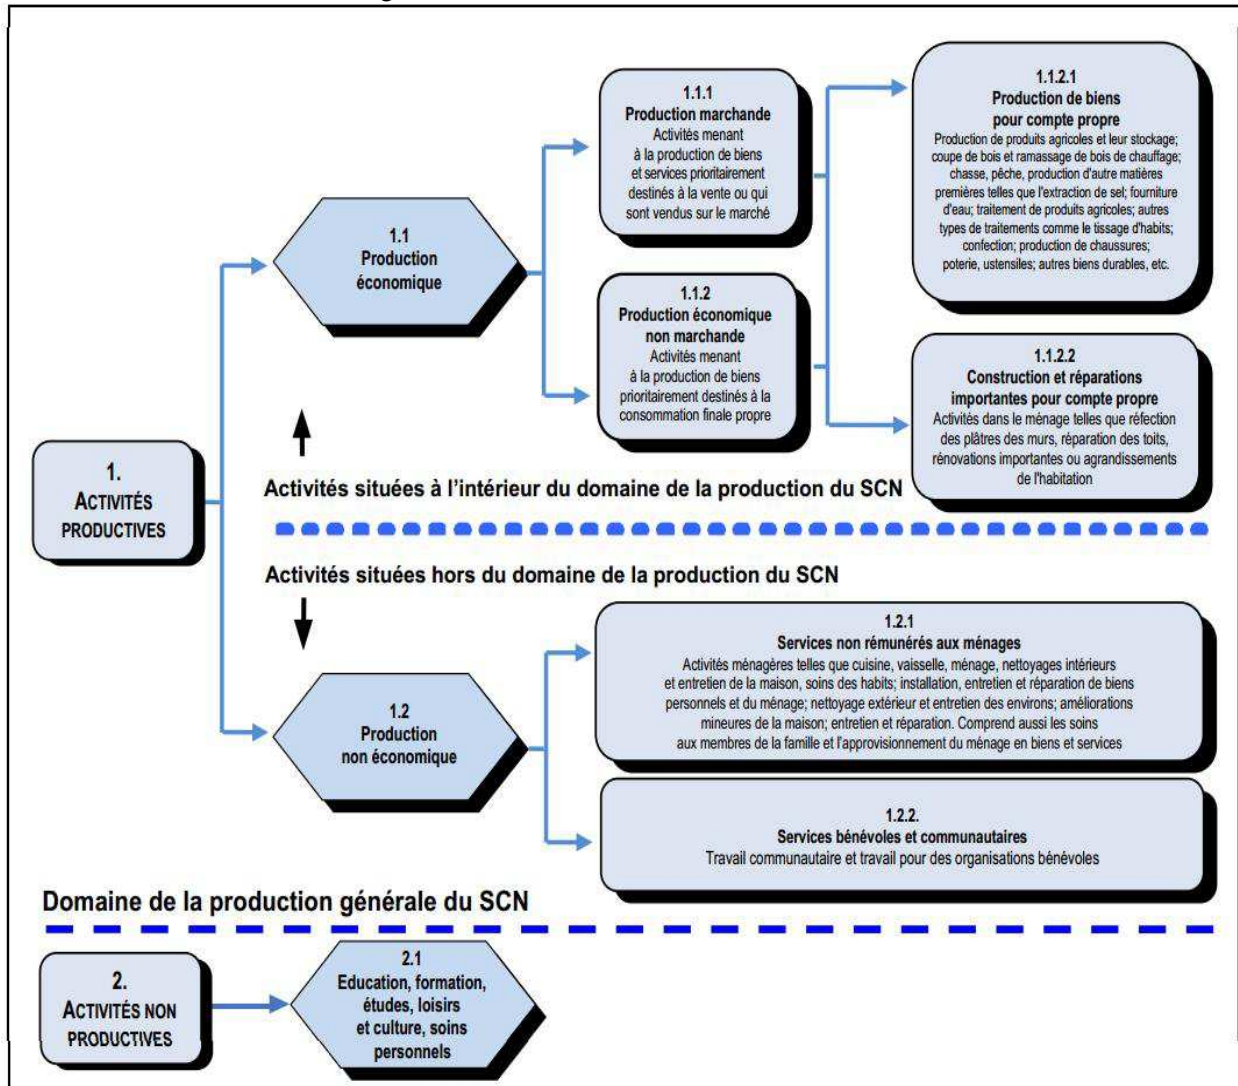 1.
ACTIVITÉS
PRODUCTIVES
1.1
Production
économique
1.1.1
Production marchande
Activités menant
à la production de biens
et services prioritairement
destinés à la vente ou qui
sont vendus sur le marché
1.1.2
Production économique
non marchande
Activités menant
à la production de biens
prioritairement destinés à la
consommation finale propre
1.1.2.1
Production de biens
pour compte propre
Production de produits agricoles et leur stockage;
coupe de bois et ramassage de bois de chauffage;
chasse, pêche, production d'autre matières
premières telles que l'extraction de sel; fourniture
d'eau; traitement de produits agricoles; autres
types de traitements comme le tissage d'habits;
confection; production de chaussures;
poterie, ustensiles; autres biens durables, etc.
1.1.2.2
Construction et réparations
importantes pour compte propre
Activités dans le ménage telles que réfection
des plâtres des murs, réparation des toits,
rénovations importantes ou agrandissements
de l'habitation
Activités situées à l'intérieur du domaine de la production du SCN
Activités situées hors du domaine de la production du SCN
1.2
Production
non économique
1.2.1
Services non rémunérés aux ménages
Activités ménagères telles que cuisine, vaisselle, ménage, nettoyages intérieurs
et entretien de la maison, soins des habits; installation, entretien et réparation de biens
personnels et du ménage; nettoyage extérieur et entretien des environs; améliorations
mineures de la maison; entretien et réparation. Comprend aussi les soins
aux membres de la famille et l'approvisionnement du ménage en biens et services
1.2.2.
Services bénévoles et communautaires
Travail communautaire et travail pour des organisations bénévoles
Domaine de la production générale du SCN
2.
ACTIVITÉS NON
PRODUCTIVES
2.1
Education, formation,
études, loisirs
et culture, soins
personnels